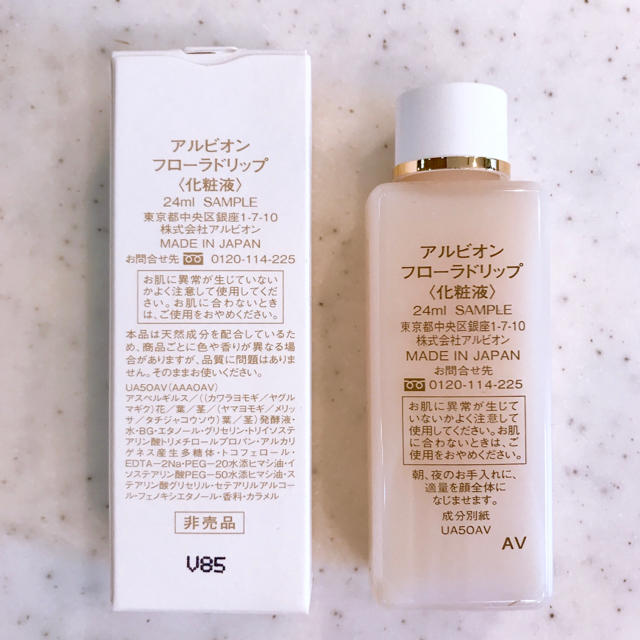 アルビオン
フローラドリップ
〈化粧液〉
24ml SAMPLE
東京都中央区銀座1-7-10
株式会社アルビオン
MADE IN JAPAN
お問合せ先 0120-114-225
お肌に異常が生じていない
かよく注意して使用してくだ
さい。お肌に合わないときは、
ご使用をおやめください。
本品は天然成分を配合しているた
め、商品ごとに色や香りが異なる場
合がありますが、品質に問題はありま
せん。そのままお使いください。
UA5OAV(AAAOAV)
アスペルギルス/((カワラヨモギ/ヤグル
マギク)花/葉/茎/(ヤマヨモギ/メリッ
サ/タチジャコウソウ)葉/茎)発酵液・
水・BG・エタノール・グリセリン・トリイソステ
アリン酸トリメチロールプロパン・アルカリ
ゲネス産生多糖体・トコフェロール・
EDTA-2Na・PEG-20水添ヒマシ油・イ
ソステアリン酸PEG-50水添ヒマシ油・ス
テアリン酸グリセリル・セテアリルアルコー
ル・フェノキシエタノール・香料・カラメル
非売品
V85
アルビオン
フローラドリップ
〈化粧液〉
24ml SAMPLE
東京都中央区銀座1-7-10
株式会社アルビオン
MADE IN JAPAN
お問合せ先
0120-114-225
お肌に異常が生じて
いないかよく注意して
使用してください。お肌
に合わないときは、ご使
用をおやめください。
朝、夜のお手入れに、
適量を顔全体に
なじませます。
成分別紙
UA5OAV
AV